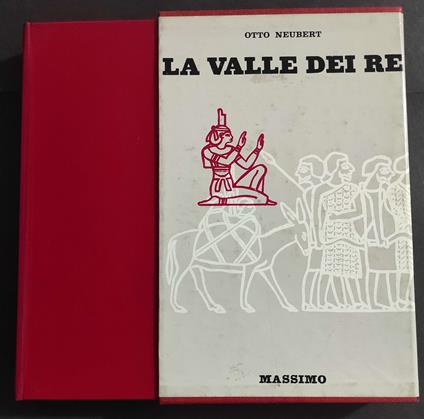 OTTO NEUBERT
LA VALLE DEI RE
MASSIMO